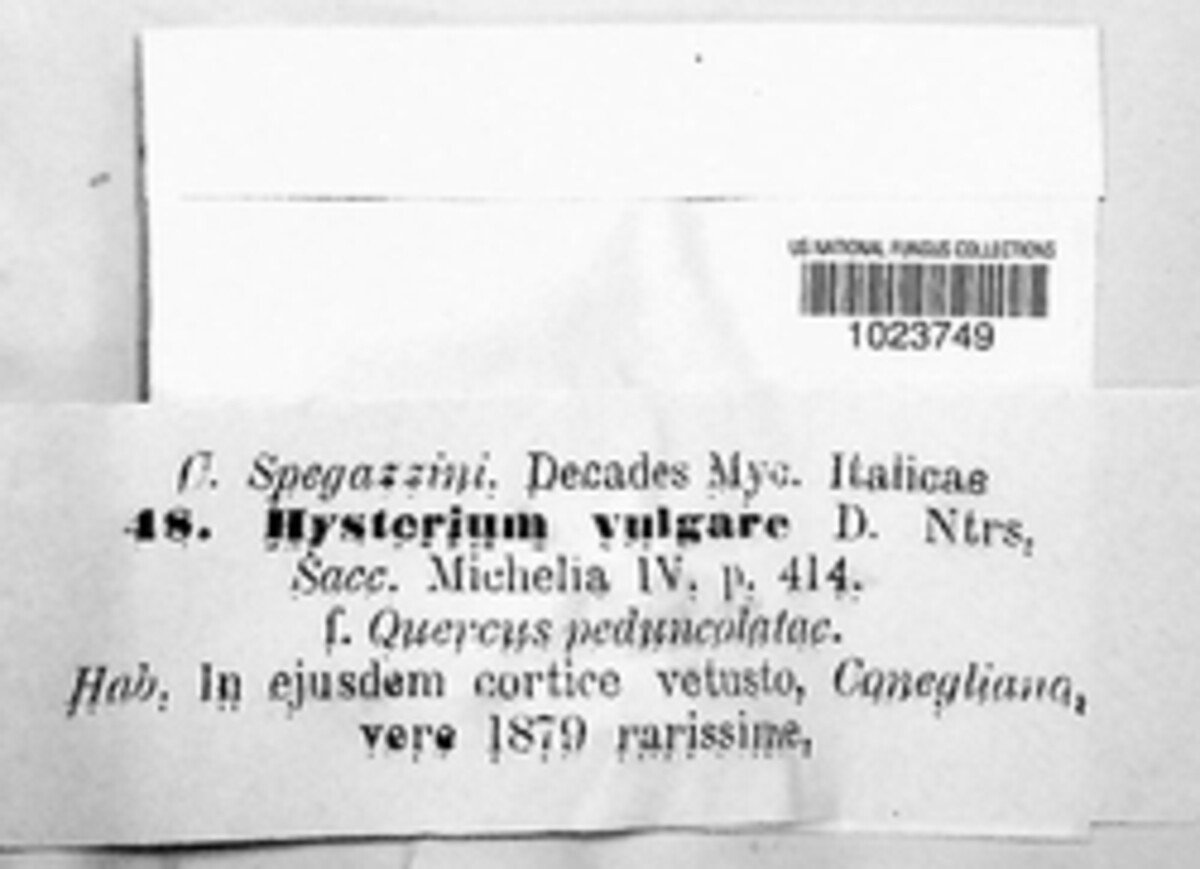 US NATIONAL FUNGUS COLLECTIONS
1023749
C. Spegazzini. Decades Myc. Italicae
48. Hysterium vulgare D. Ntrs,
Sacc. Michelia IV. p. 414.
f. Quercus peduncolatae.
Hab. In ejusdem cortice vetusto, Conegliano,
vere 1879 rarissime,